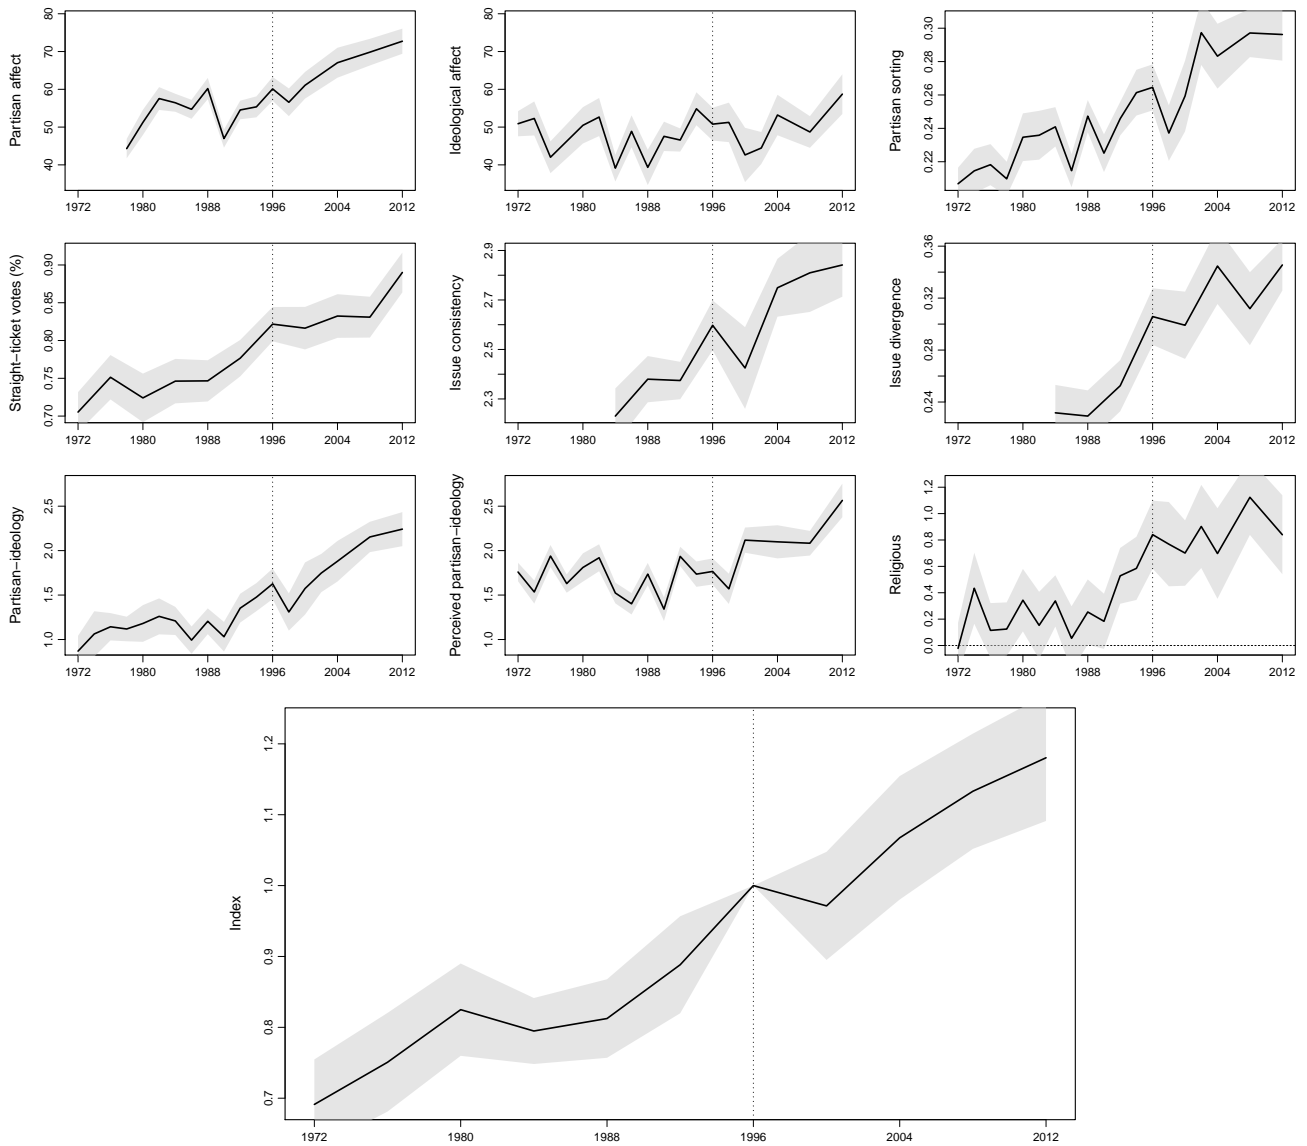 Partisan affect
80
70
60
50
40
1972 1980 1988 1996 2004 2012
Ideological affect
80
70
60
50
40
1972 1980 1988 1996 2004 2012
Partisan sorting
0.30
0.28
0.26
0.24
0.22
1972 1980 1988 1996 2004 2012
Straight−ticket votes (%)
0.90
0.85
0.80
0.75
0.70
1972 1980 1988 1996 2004 2012
Issue consistency
2.9
2.7
2.5
2.3
1972 1980 1988 1996 2004 2012
Issue divergence
0.36
0.32
0.28
0.24
1972 1980 1988 1996 2004 2012
Partisan−ideology
2.5
2.0
1.5
1.0
1972 1980 1988 1996 2004 2012
Perceived partisan−ideology
2.5
2.0
1.5
1.0
1972 1980 1988 1996 2004 2012
Religious
1.2
1.0
0.8
0.6
0.4
0.2
0.0
1972 1980 1988 1996 2004 2012
Index
1.2
1.1
1.0
0.9
0.8
0.7
1972 1980 1988 1996 2004 2012